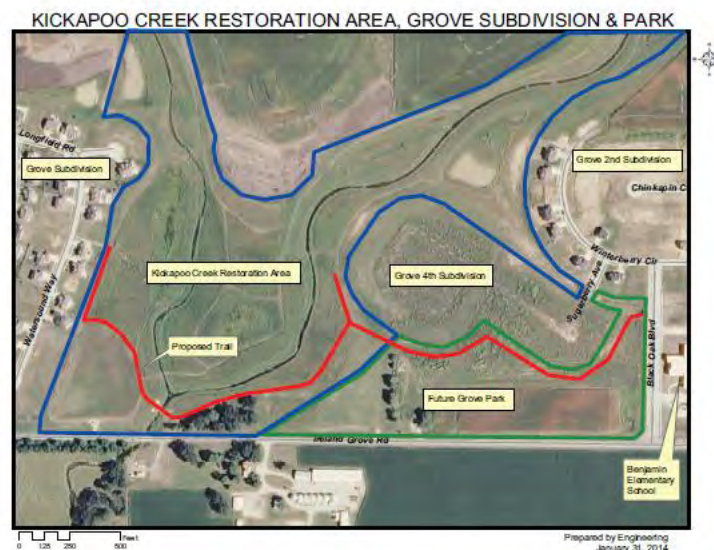 KICKAPOO CREEK RESTORATION AREA, GROVE SUBDIVISION & PARK
Longfield Rd
Grove Subdivision
Grove 2nd Subdivision
Chinkapin C
Winterberry Cir
Kickapoo Creek Restoration Area
Grove 4th Subdivision
Sugarberry Ave
Watersound Way
Proposed Trail
Black Oak Blvd
Future Grove Park
Ireland Grove Rd
Benjamin
Elementary
School
Feet
0 125 250 500
Prepared by Engineering
January 31, 2014